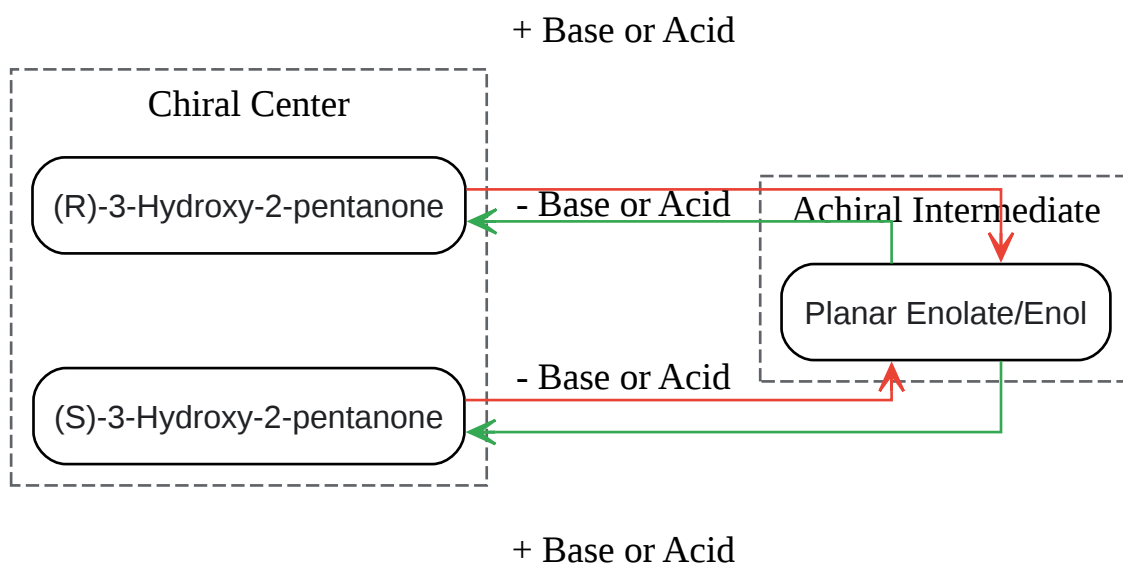 + Base or Acid
Chiral Center
(R)-3-Hydroxy-2-pentanone
- Base or Acid
Achiral Intermediate
Planar Enolate/Enol
- Base or Acid
(S)-3-Hydroxy-2-pentanone
+ Base or Acid